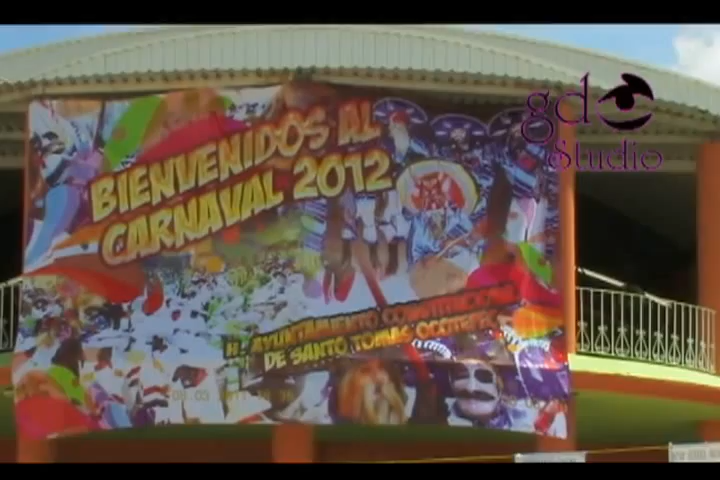 gd
Studio
BIENVENIDOS AL
CARNAVAL 2012
H. AYUNTAMIENTO CONSTITUCIONAL
DE SANTO TOMAS OCOTEPEC